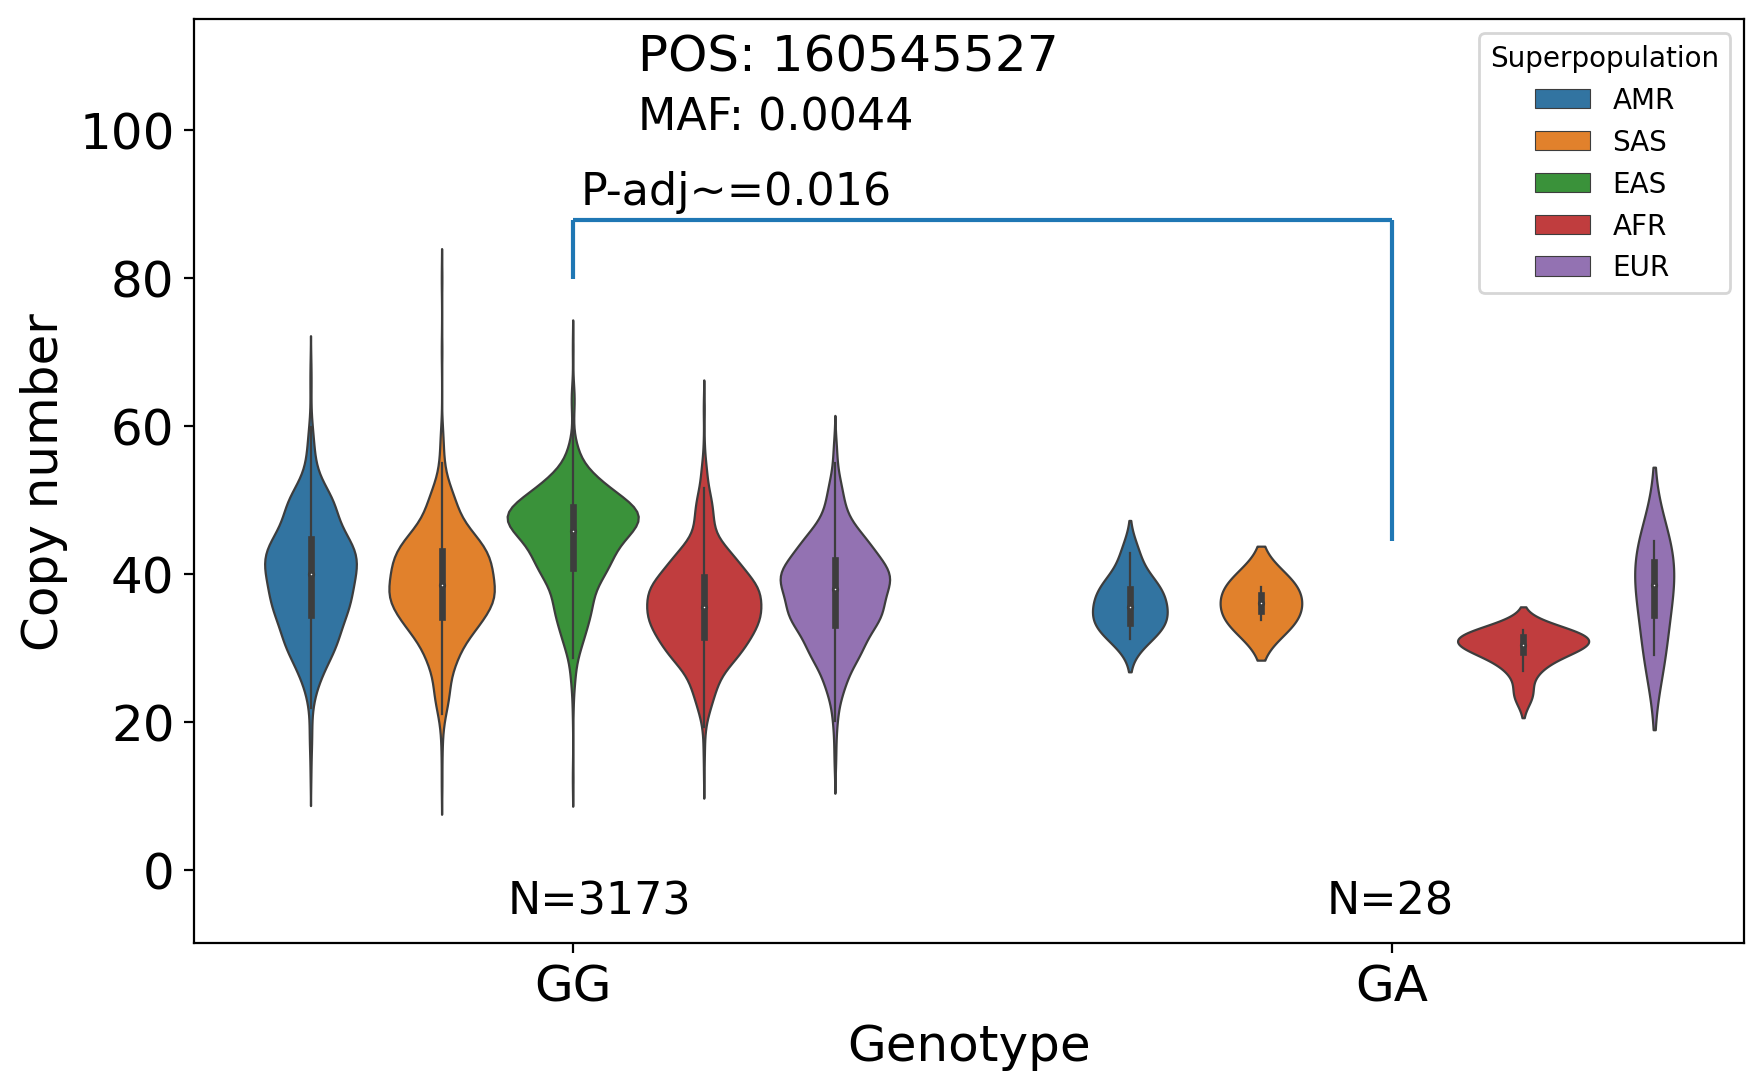 POS: 160545527
MAF: 0.0044
P-adj~=0.016
Superpopulation
AMR
SAS
EAS
AFR
EUR
Copy number
100
80
60
40
20
0
N=3173
N=28
GG
GA
Genotype